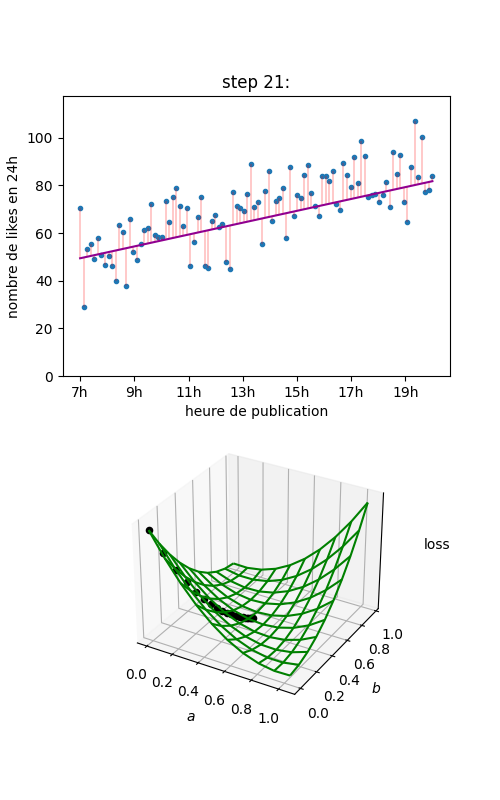 step 21:
nombre de likes en 24h
100
80
60
40
20
0
7h 9h 11h 13h 15h 17h 19h
heure de publication
loss
0.0 0.2 0.4 0.6 0.8 1.0
a
0.0 0.2 0.4 0.6 0.8 1.0
b